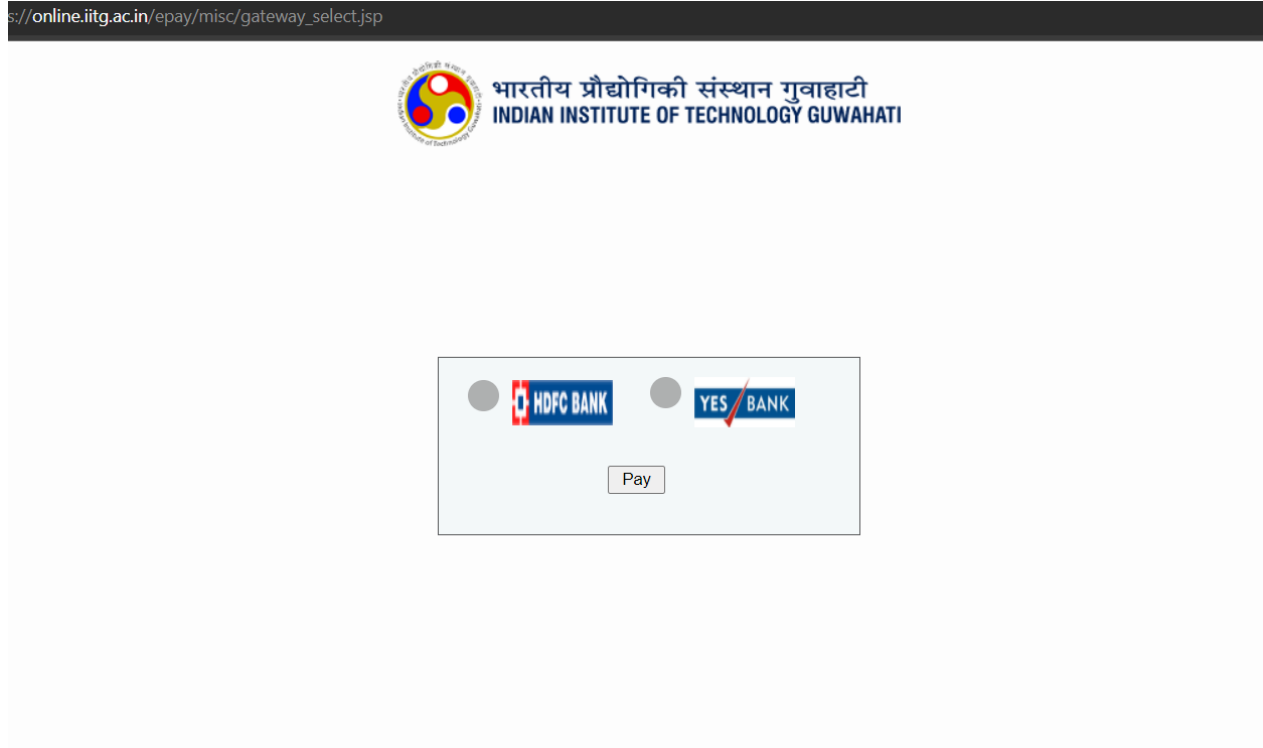 s://online.iitg.ac.in/epay/misc/gateway_select.jsp
भारतीय प्रौद्योगिकी संस्थान गुवाहाटी
INDIAN INSTITUTE OF TECHNOLOGY GUWAHATI
HDFC BANK
YES BANK
Pay